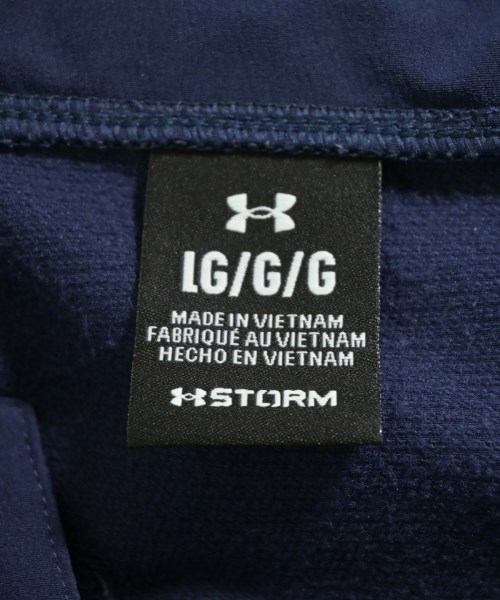 LG/G/G
MADE IN VIETNAM
FABRIQUÉ AU VIETNAM
HECHO EN VIETNAM
STORM